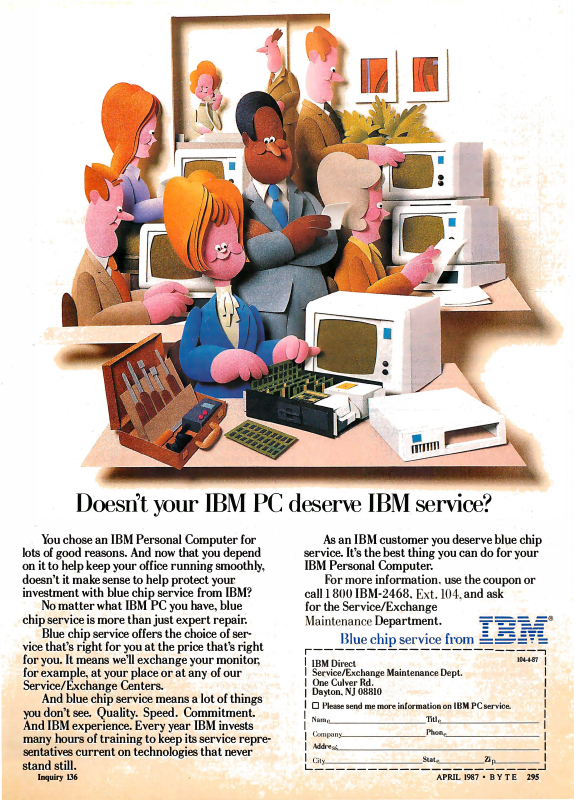 Doesn't your IBM PC deserve IBM service?
You chose an IBM Personal Computer for
lots of good reasons. And now that you depend
on it to help keep your office running smoothly,
doesn't it make sense to help protect your
investment with blue chip service from IBM?
No matter what IBM PC you have, blue
chip service is more than just expert repair.
Blue chip service offers the choice of ser-
vice that's right for you at the price that's right
for you. It means we'll exchange your monitor,
for example, at your place or at any of our
Service/Exchange Centers.
And blue chip service means a lot of things
you don't see. Quality. Speed. Commitment.
And IBM experience. Every year IBM invests
many hours of training to keep its service repre-
sentatives current on technologies that never
stand still.
Inquiry 136
As an IBM customer you deserve blue chip
service. It's the best thing you can do for your
IBM Personal Computer.
For more information, use the coupon or
call 1 800 IBM-2468, Ext. 104, and ask
for the Service/Exchange
Maintenance Department.
Blue chip service from IBM®
104-4-87
IBM Direct
Service/Exchange Maintenance Dept.
One Culver Rd.
Dayton, NJ 08810
☐ Please send me more information on IBM PC service.
Name Title
Company Phone
Address
City State Zip
APRIL 1987 • BYTE 295